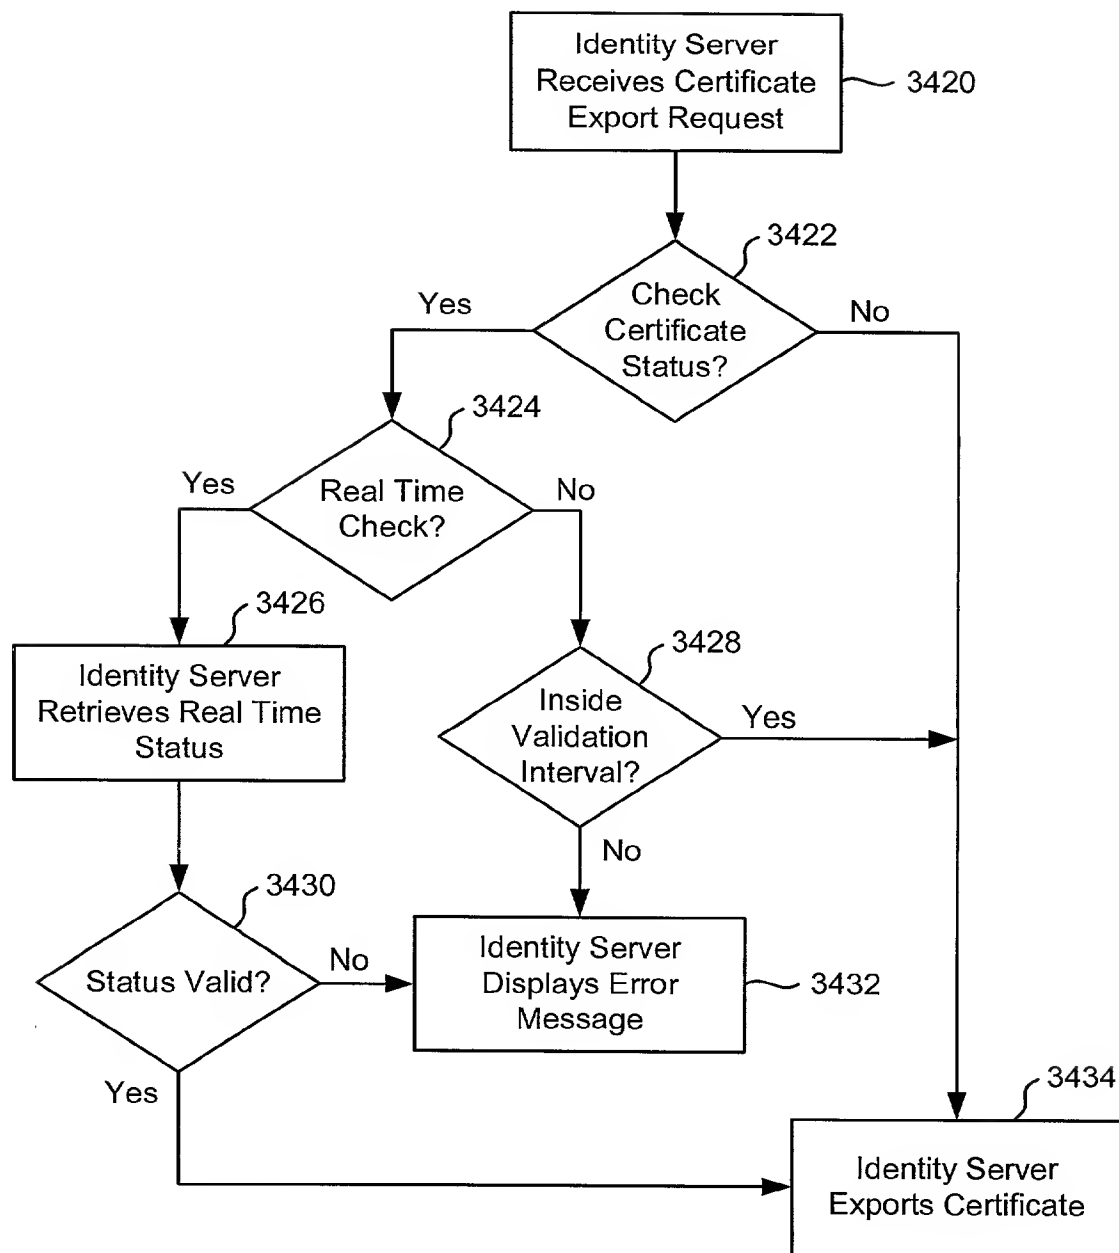 Identity Server
Receives Certificate
Export Request
3420
3422
Check
Certificate
Status?
Yes
No
3424
Real Time
Check?
Yes
No
3426
Identity Server
Retrieves Real Time
Status
3428
Inside
Validation
Interval?
Yes
No
3430
Status Valid?
No
Yes
Identity Server
Displays Error
Message
3432
3434
Identity Server
Exports Certificate